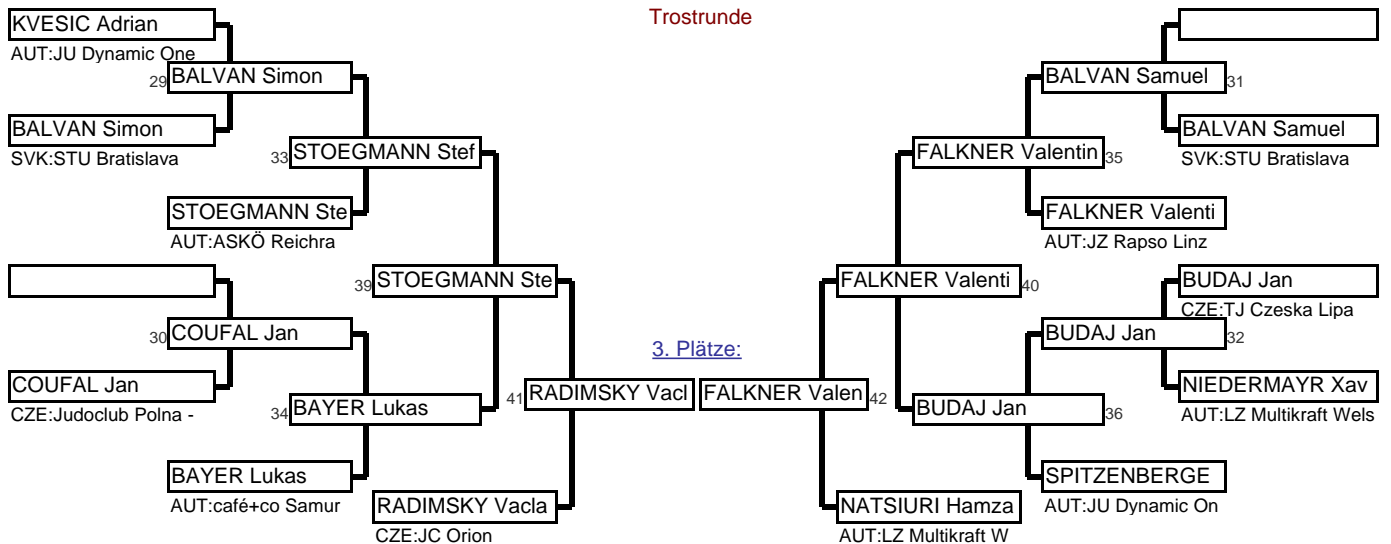 Trostrunde
KVESIC Adrian
AUT:JU Dynamic One
29
BALVAN Simon
BALVAN Simon
SVK:STU Bratislava
33
STOEGMANN Stef
STOEGMANN Ste
AUT:ASKÖ Reichra
39
STOEGMANN Ste
30
COUFAL Jan
COUFAL Jan
CZE:Judoclub Polna -
34
BAYER Lukas
BAYER Lukas
AUT:café+co Samur
3. Plätze:
41
RADIMSKY Vacl
RADIMSKY Vacla
CZE:JC Orion
BALVAN Samuel
31
BALVAN Samuel
SVK:STU Bratislava
FALKNER Valentin
35
FALKNER Valenti
AUT:JZ Rapso Linz
FALKNER Valenti
40
BUDAJ Jan
CZE:TJ Czeska Lipa
BUDAJ Jan
32
NIEDERMAYR Xav
AUT:LZ Multikraft Wels
FALKNER Valen
42
BUDAJ Jan
36
SPITZENBERGE
AUT:JU Dynamic On
NATSIURI Hamza
AUT:LZ Multikraft W